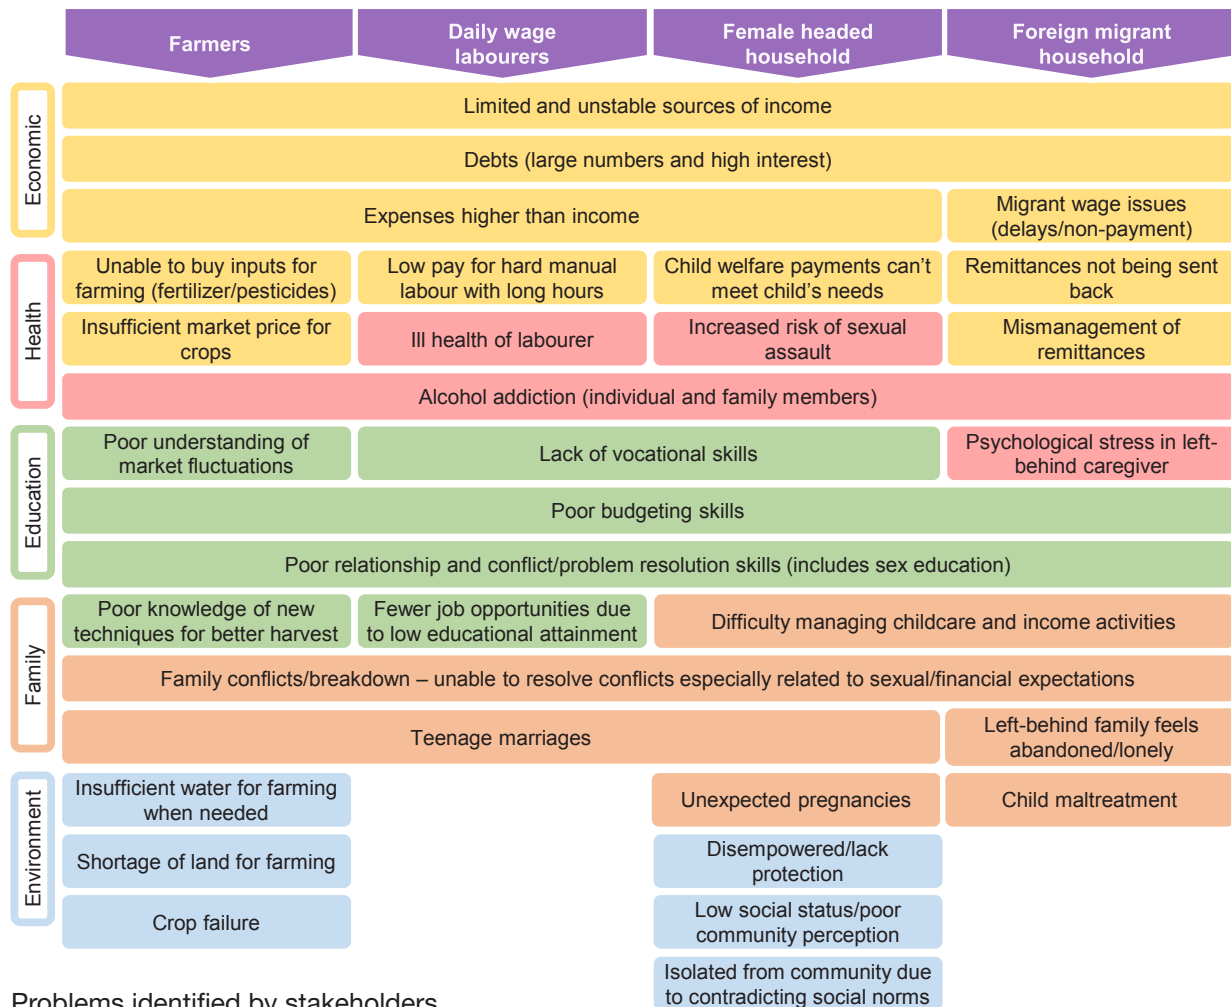 Farmers
Daily wage
labourers
Female headed
household
Foreign migrant
household
Economic
Limited and unstable sources of income
Debts (large numbers and high interest)
Expenses higher than income
Migrant wage issues
(delays/non-payment)
Health
Unable to buy inputs for
farming (fertilizer/pesticides)
Low pay for hard manual
labour with long hours
Child welfare payments can’t
meet child’s needs
Remittances not being sent
back
Insufficient market price for
crops
Ill health of labourer
Increased risk of sexual
assault
Mismanagement of
remittances
Alcohol addiction (individual and family members)
Education
Poor understanding of
market fluctuations
Lack of vocational skills
Psychological stress in left-
behind caregiver
Poor budgeting skills
Poor relationship and conflict/problem resolution skills (includes sex education)
Family
Poor knowledge of new
techniques for better harvest
Fewer job opportunities due
to low educational attainment
Difficulty managing childcare and income activities
Family conflicts/breakdown – unable to resolve conflicts especially related to sexual/financial expectations
Teenage marriages
Left-behind family feels
abandoned/lonely
Environment
Insufficient water for farming
when needed
Unexpected pregnancies
Child maltreatment
Shortage of land for farming
Disempowered/lack
protection
Crop failure
Low social status/poor
community perception
Isolated from community due
to contradicting social norms
Problems identified by stakeholders